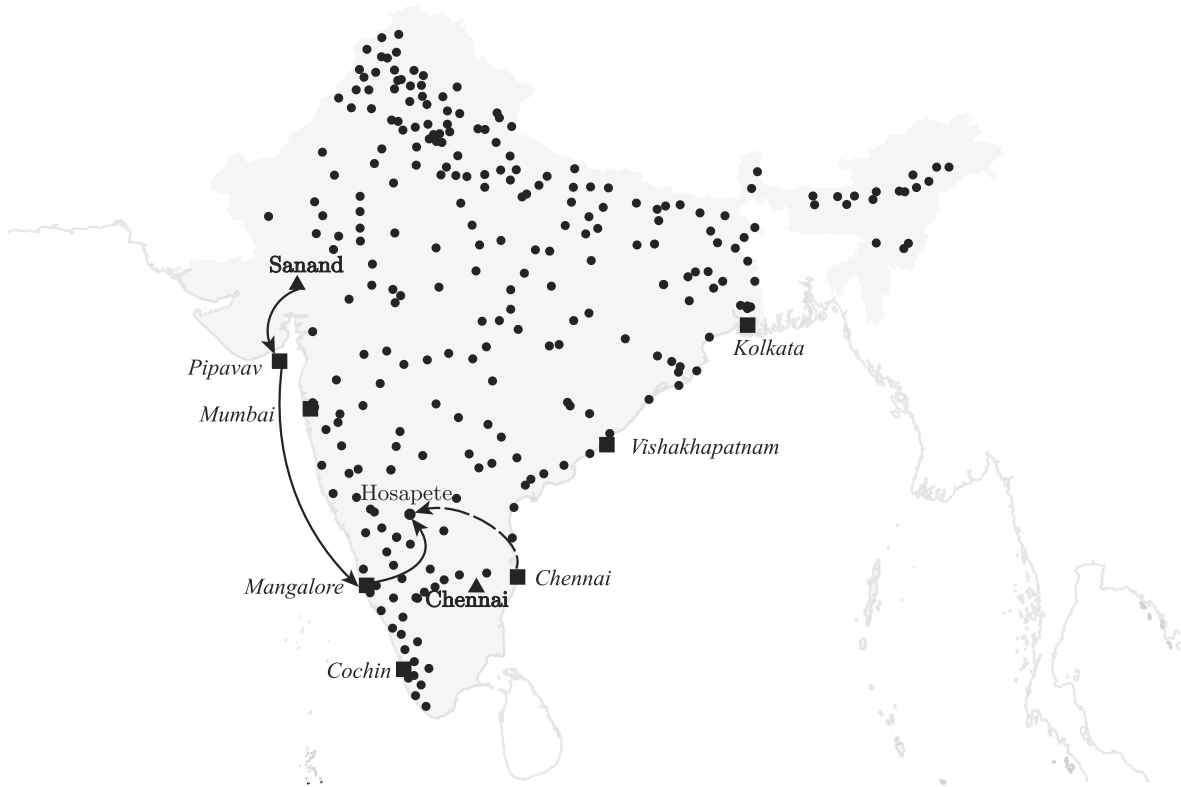 Sanand
Kolkata
Pipavav
Mumbai
Vishakhapatnam
Hosapete
Chennai
Mangalore
Chennai
Cochin